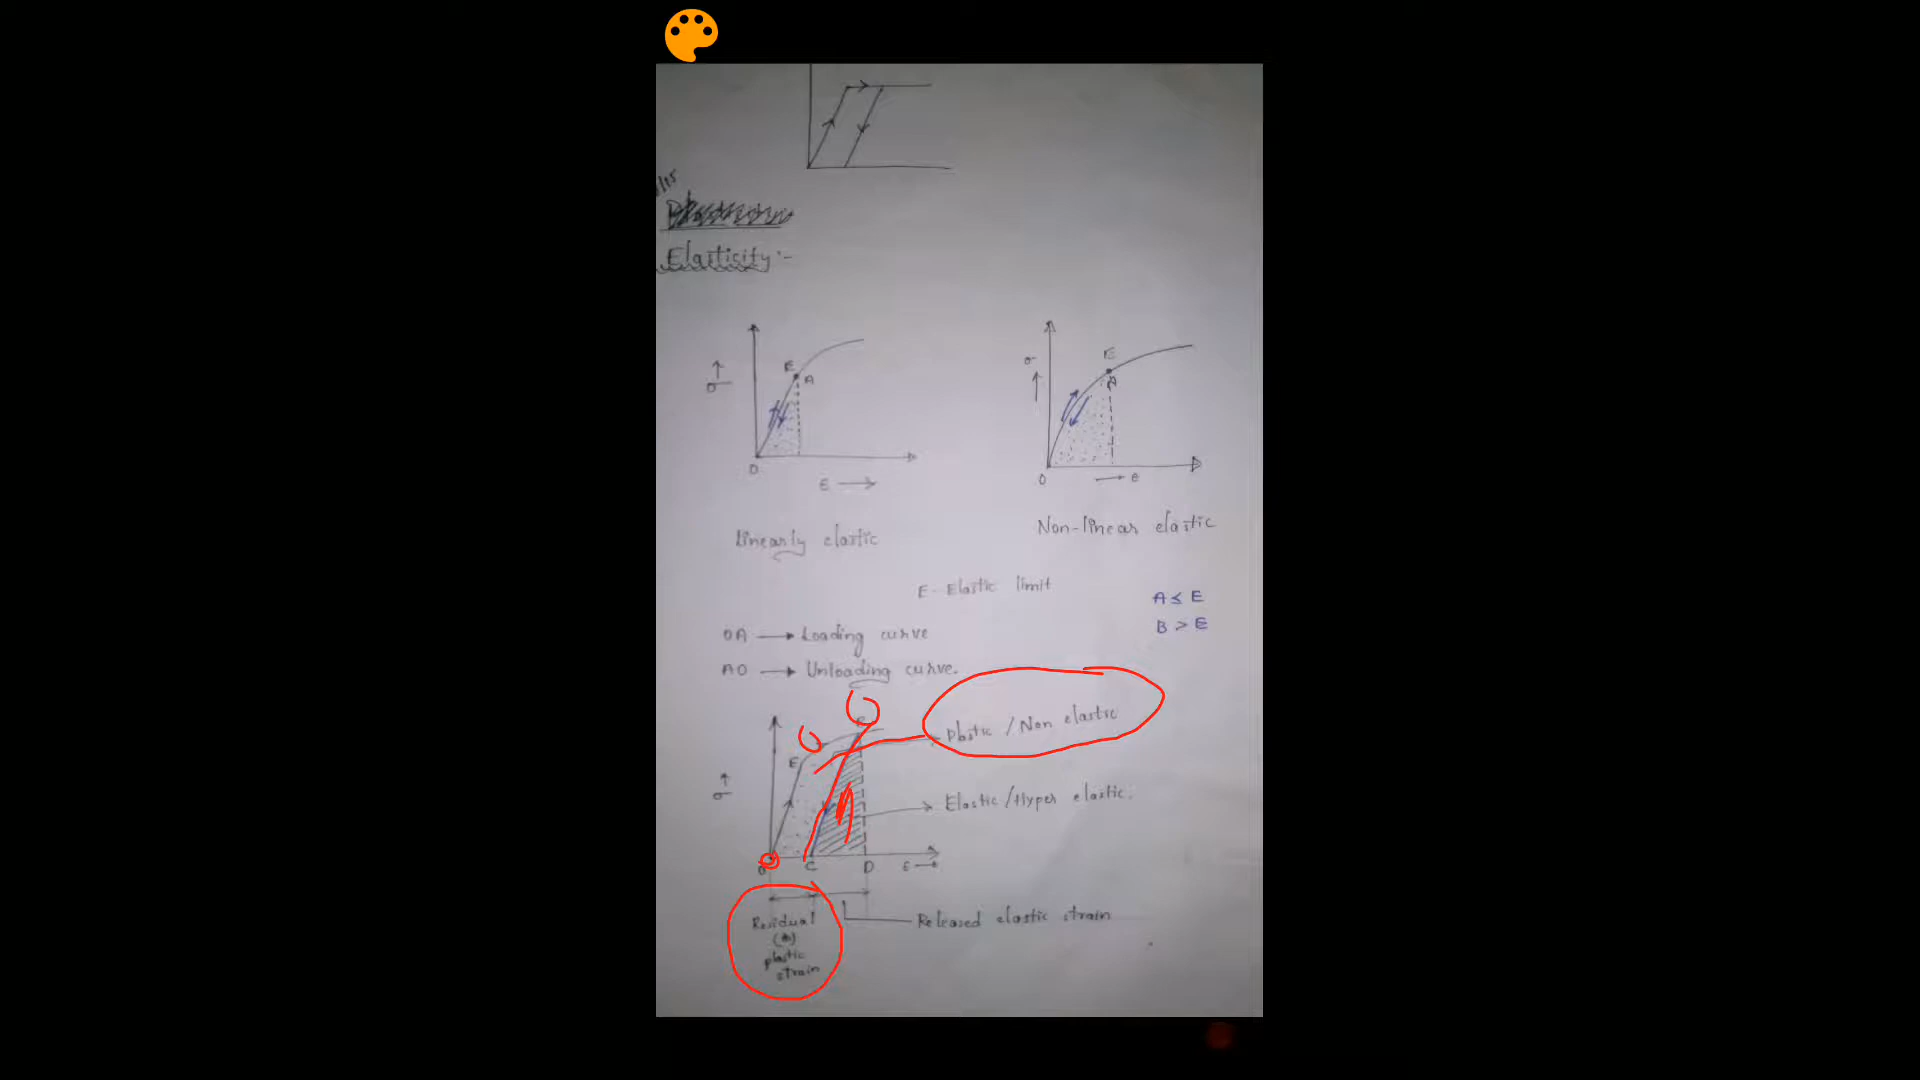 Elasticity :-
E
A
σ
O
ε
E
A
σ
O
e
Linearly elastic
Non-linear elastic
E - Elastic limit
A ≤ E
B > E
OA → Loading curve
AO → Unloading curve.
Plastic / Non elastic
E
σ
Elastic / Hyper elastic.
O
C
D
ε
Residual
plastic
strain
Released elastic strain